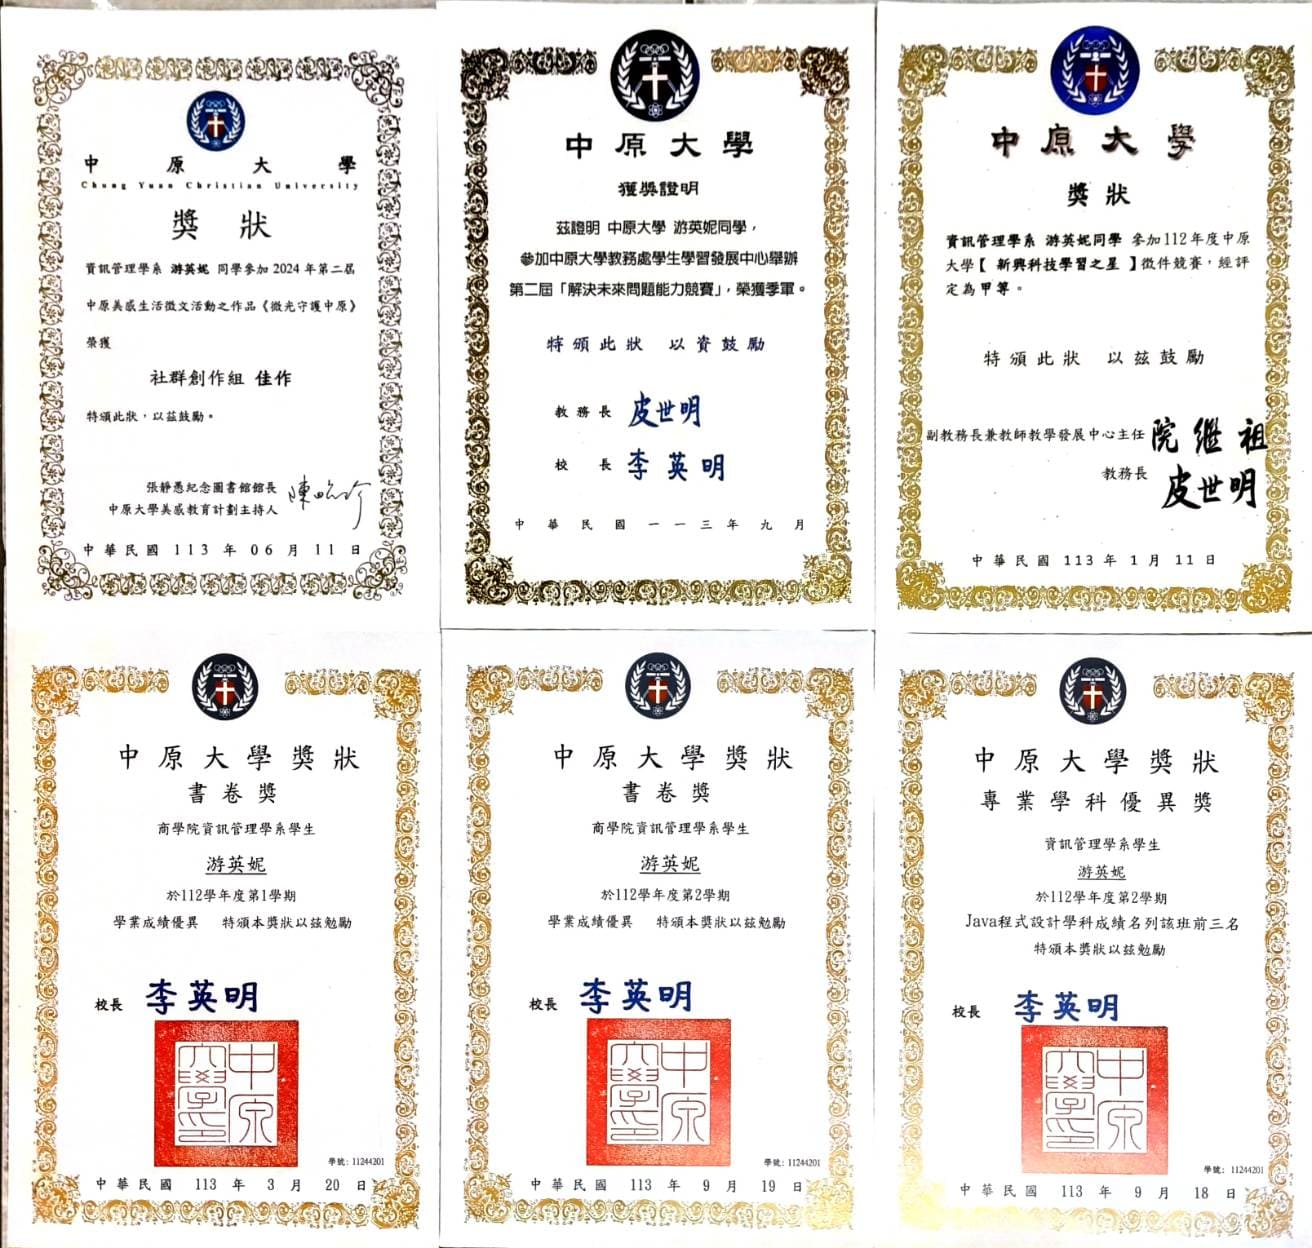 中原大學
Chung Yuan Christian University
獎狀
資訊管理學系 游英妮 同學參加 2024 年第二屆
中原美感生活徵文活動之作品《微光守護中原》
榮獲
社群創作組 佳作
特頒此狀，以茲鼓勵。
張靜愚紀念圖書館館長
中原大學美感教育計劃主持人
中華民國 113 年 06 月 11 日
中原大學
獲獎證明
茲證明 中原大學 游英妮同學，
參加中原大學教務處學生學習發展中心舉辦
第二屆「解決未來問題能力競賽」，榮獲季軍。
特頒此狀 以資鼓勵
教務長 皮世明
校長 李英明
中華民國一一三年九月
中原大學
獎狀
資訊管理學系 游英妮同學 參加112年度中原
大學【 新興科技學習之星 】徵件競賽，經評
定為甲等。
特頒此狀 以茲鼓勵
副教務長兼教師教學發展中心主任 阮繼祖
教務長 皮世明
中華民國 113 年 1 月 11 日
中原大學獎狀
書卷獎
商學院資訊管理學系學生
游英妮
於112學年度第1學期
學業成績優異 特頒本獎狀以茲勉勵
校長 李英明
中原大學印
學號: 11244201
中華民國 113 年 3 月 20 日
中原大學獎狀
書卷獎
商學院資訊管理學系學生
游英妮
於112學年度第2學期
學業成績優異 特頒本獎狀以茲勉勵
校長 李英明
中原大學印
學號: 11244201
中華民國 113 年 9 月 19 日
中原大學獎狀
專業學科優異獎
資訊管理學系學生
游英妮
於112學年度第2學期
Java程式設計學科成績名列該班前三名
特頒本獎狀以茲勉勵
校長 李英明
中原大學印
學號: 11244201
中華民國 113 年 9 月 18 日